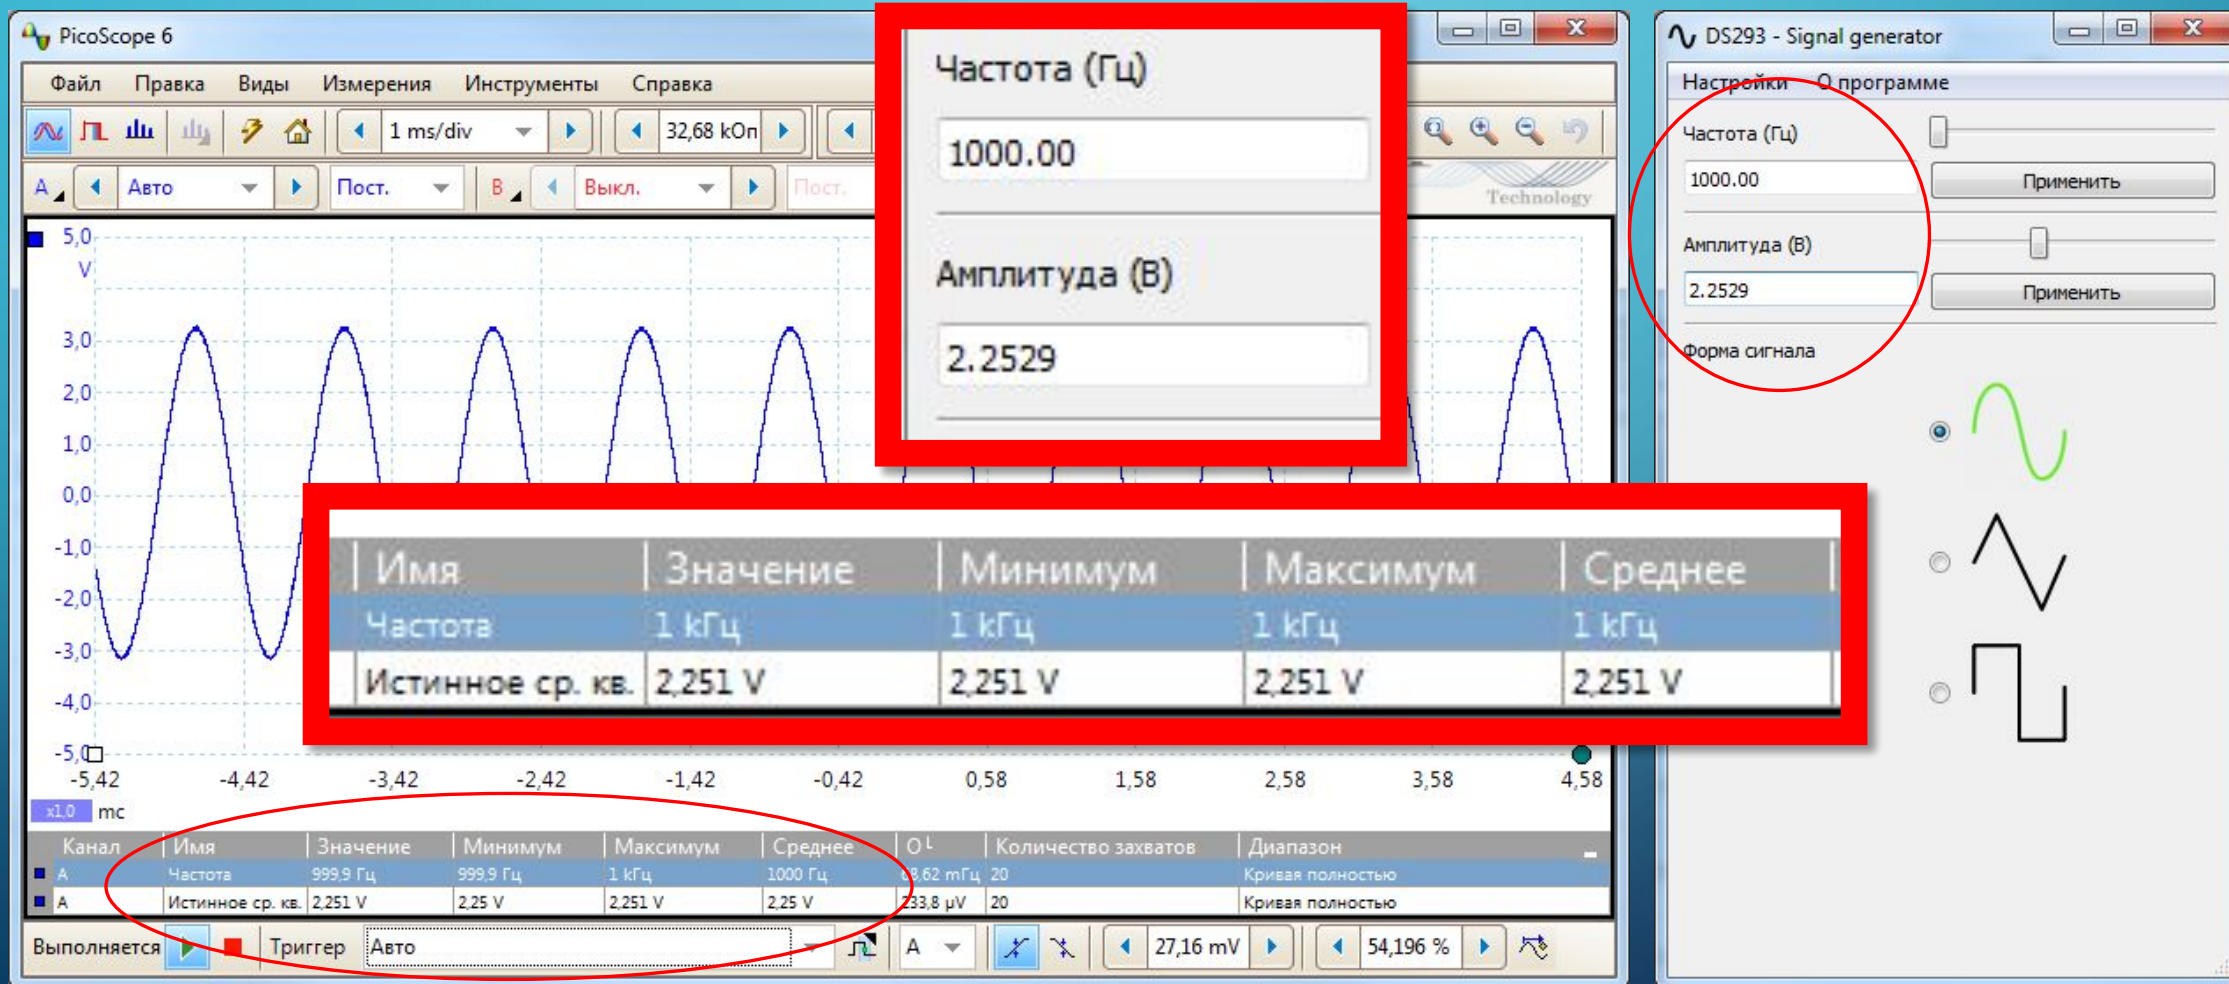 PicoScope 6
Файл Правка Виды Измерения Инструменты Справка
1 ms/div 32,68 kОп
A Авто Пост. B Выкл. Пост.
Technology
5,0
V
3,0
2,0
1,0
0,0
-1,0
-2,0
-3,0
-4,0
-5,0
-5,42 -4,42 -3,42 -2,42 -1,42 -0,42 0,58 1,58 2,58 3,58 4,58
x1,0 mc
Частота (Гц)
1000.00
Амплитуда (В)
2.2529
Имя Значение Минимум Максимум Среднее
Частота 1 kГц 1 kГц 1 kГц 1 kГц
Истинное ср. кв. 2,251 V 2,251 V 2,251 V 2,251 V
Канал Имя Значение Минимум Максимум Среднее Количество захватов Диапазон
A Частота 999,9 Гц 999,9 Гц 1 kГц 1000 Гц 20 Кривая полностью
A Истинное ср. кв. 2,251 V 2,25 V 2,251 V 2,25 V 233,8 µV 20 Кривая полностью
Выполняется Триггер Авто A 27,16 mV 54,196 %
DS293 - Signal generator
Настройки О программе
Частота (Гц)
1000.00 Применить
Амплитуда (В)
2.2529 Применить
Форма сигнала